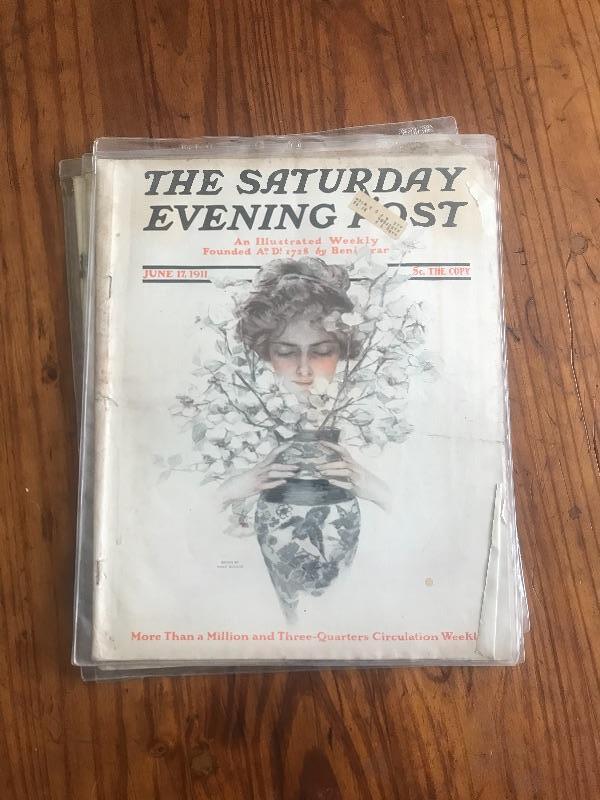 THE SATURDAY
EVENING POST
An Illustrated Weekly
Founded A° D¹ 1728 by Benj. Fran
JUNE 17, 1911
5c. THE COPY
More Than a Million and Three-Quarters Circulation Weekl